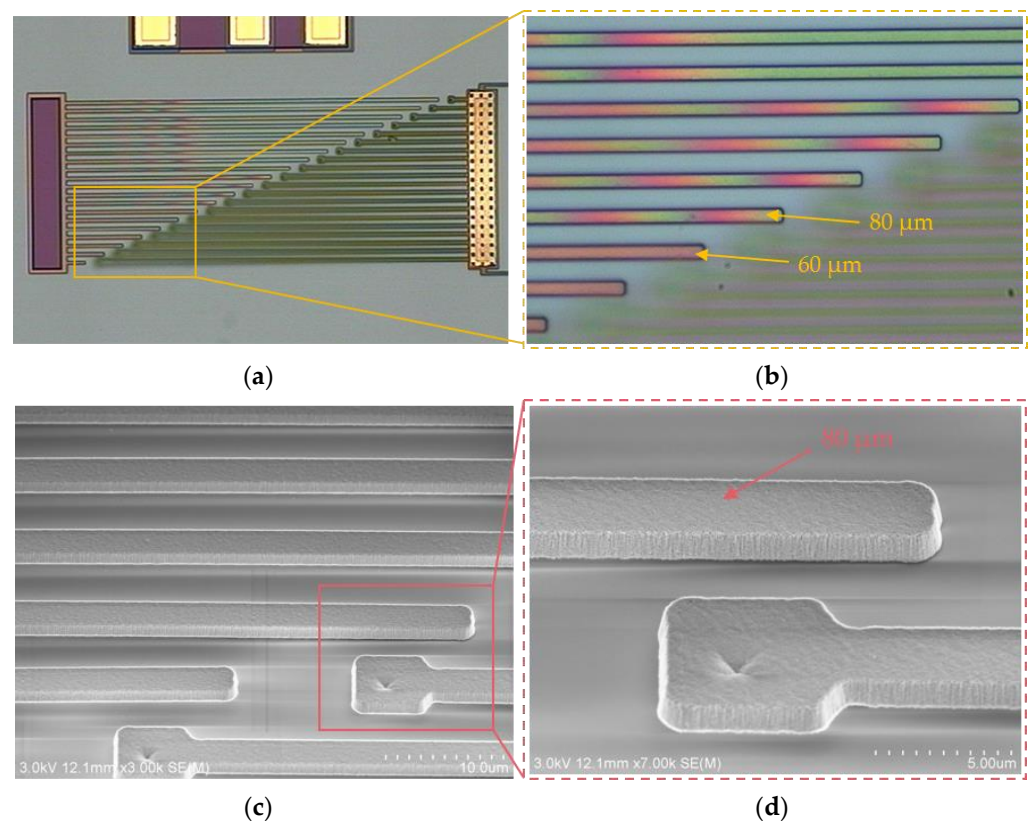 80 μm
60 μm
(a)
(b)
80 μm
3.0kV 12.1mm x3.00k SE(M)
10.0um
3.0kV 12.1mm x7.00k SE(M)
5.00um
(c)
(d)